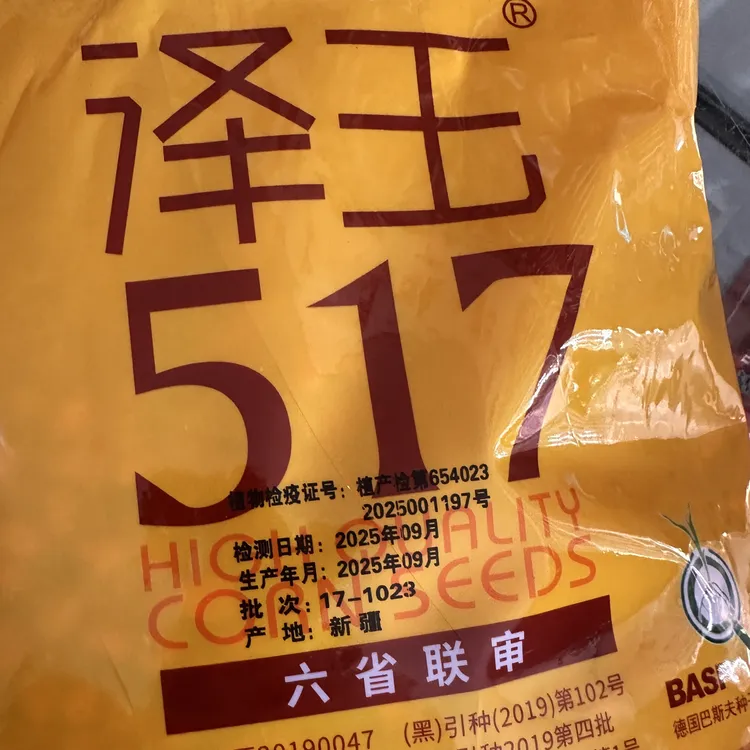 译王®
517
植物检疫证号：植产检第654023
2025001197号
HIGH QUALITY
检测日期：2025年09月
生产年月：2025年09月
CORN SEEDS
批 次：17-1023
产 地：新疆
六省联审
20190047 (黑)引种(2019)第102号
引种2019第四批
BASF
德国巴斯夫种